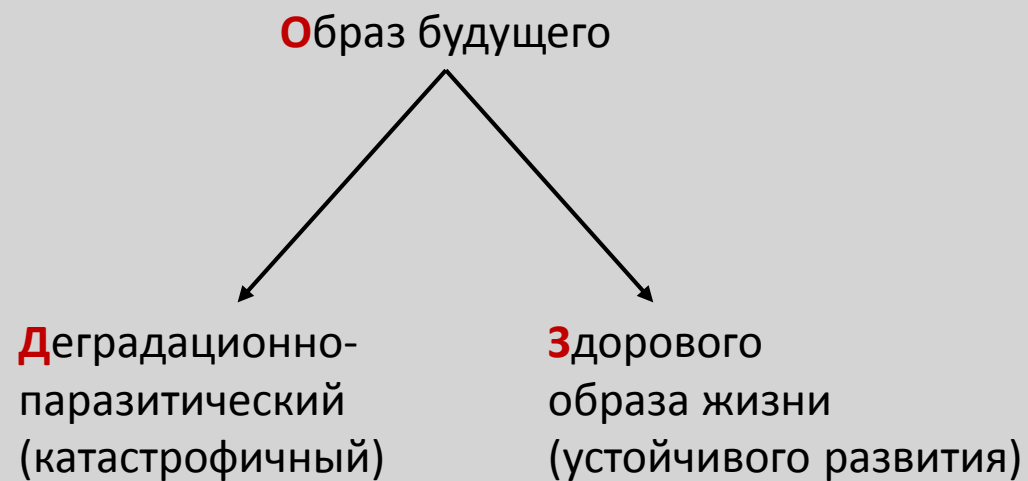 Образ будущего
Деградационно-
паразитический
(катастрофичный)
Здорового
образа жизни
(устойчивого развития)